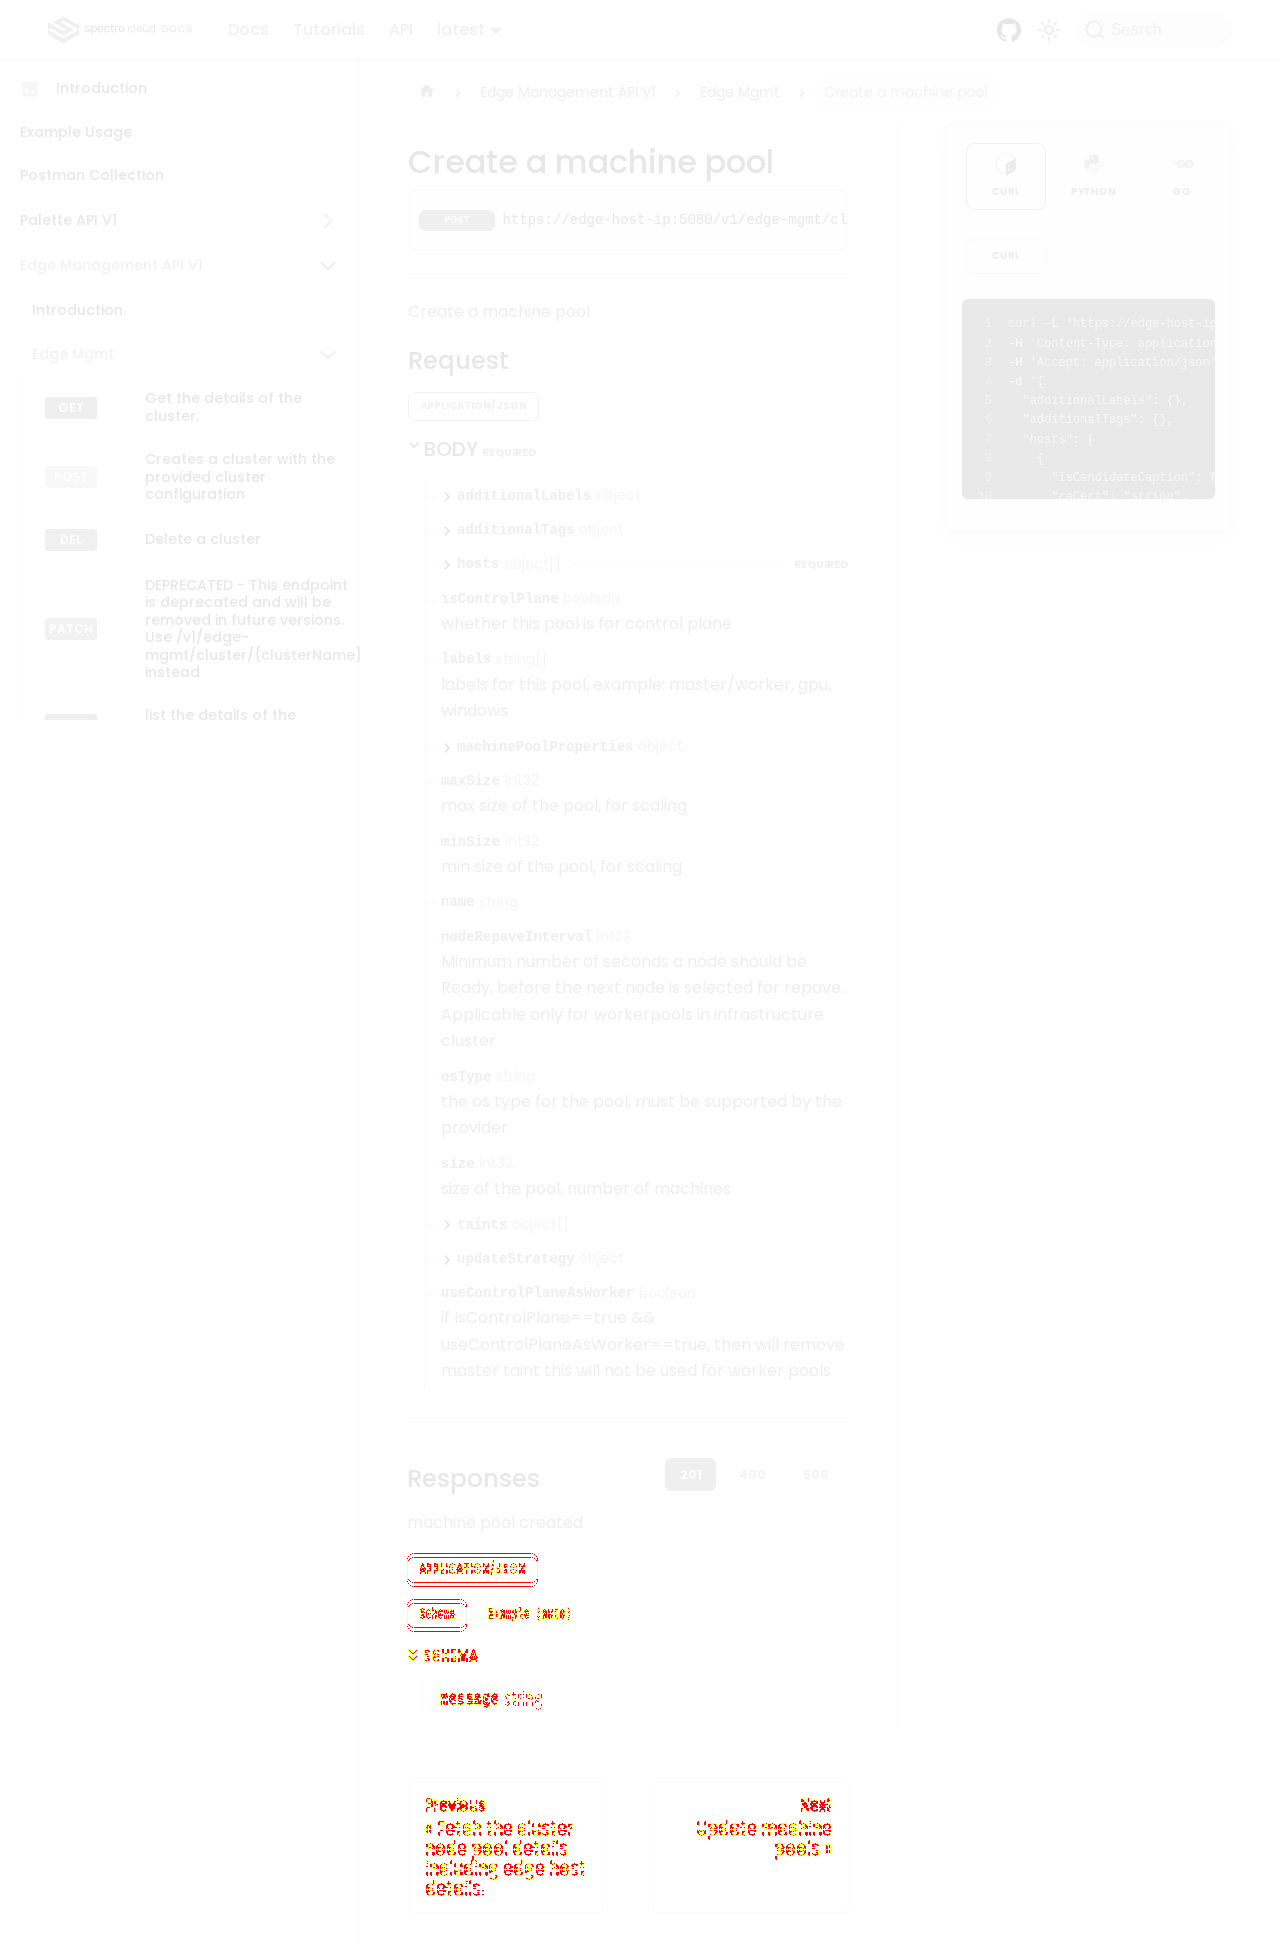 spectro cloud DOCS
Docs Tutorials API latest
Search
Introduction
Example Usage
Postman Collection
Palette API V1
Edge Management API V1
Introduction
Edge Mgmt
GET Get the details of the
cluster.
POST Creates a cluster with the
provided cluster
configuration
DEL Delete a cluster
PATCH DEPRECATED - This endpoint
is deprecated and will be
removed in future versions.
Use /v1/edge-
mgmt/cluster/{clusterName}
instead
list the details of the
Edge Management API V1 › Edge Mgmt › Create a machine pool
Create a machine pool
POST https://edge-host-ip:5080/v1/edge-mgmt/cl
Create a machine pool
Request
APPLICATION/JSON
BODY REQUIRED
additionalLabels object
additionalTags object
hosts object[] REQUIRED
isControlPlane boolean
whether this pool is for control plane
labels string[]
labels for this pool, example: master/worker, gpu,
windows
machinePoolProperties object
maxSize int32
max size of the pool, for scaling
minSize int32
min size of the pool, for scaling
name string
nodeRepaveInterval int32
Minimum number of seconds a node should be
Ready, before the next node is selected for repave.
Applicable only for workerpools in infrastructure
cluster
osType string
the os type for the pool, must be supported by the
provider
size int32
size of the pool, number of machines
taints object[]
updateStrategy object
useControlPlaneAsWorker boolean
if IsControlPlane==true &&
useControlPlaneAsWorker==true, then will remove
master taint this will not be used for worker pools
Responses
201 400 500
machine pool created
APPLICATION/JSON
Schema Example (auto)
SCHEMA
message string
Previous
« Fetch the cluster
node pool details
including edge host
details.
Next
Update machine
pools »
CURL PYTHON GO
CURL
1 curl -L 'https://edge-host-ip
2 -H 'Content-Type: application
3 -H 'Accept: application/json'
4 -d '{
5 "additionalLabels": {},
6 "additionalTags": {},
7 "hosts": [
8 {
9 "IsCandidateCaption": f
10 "caCert": "string",